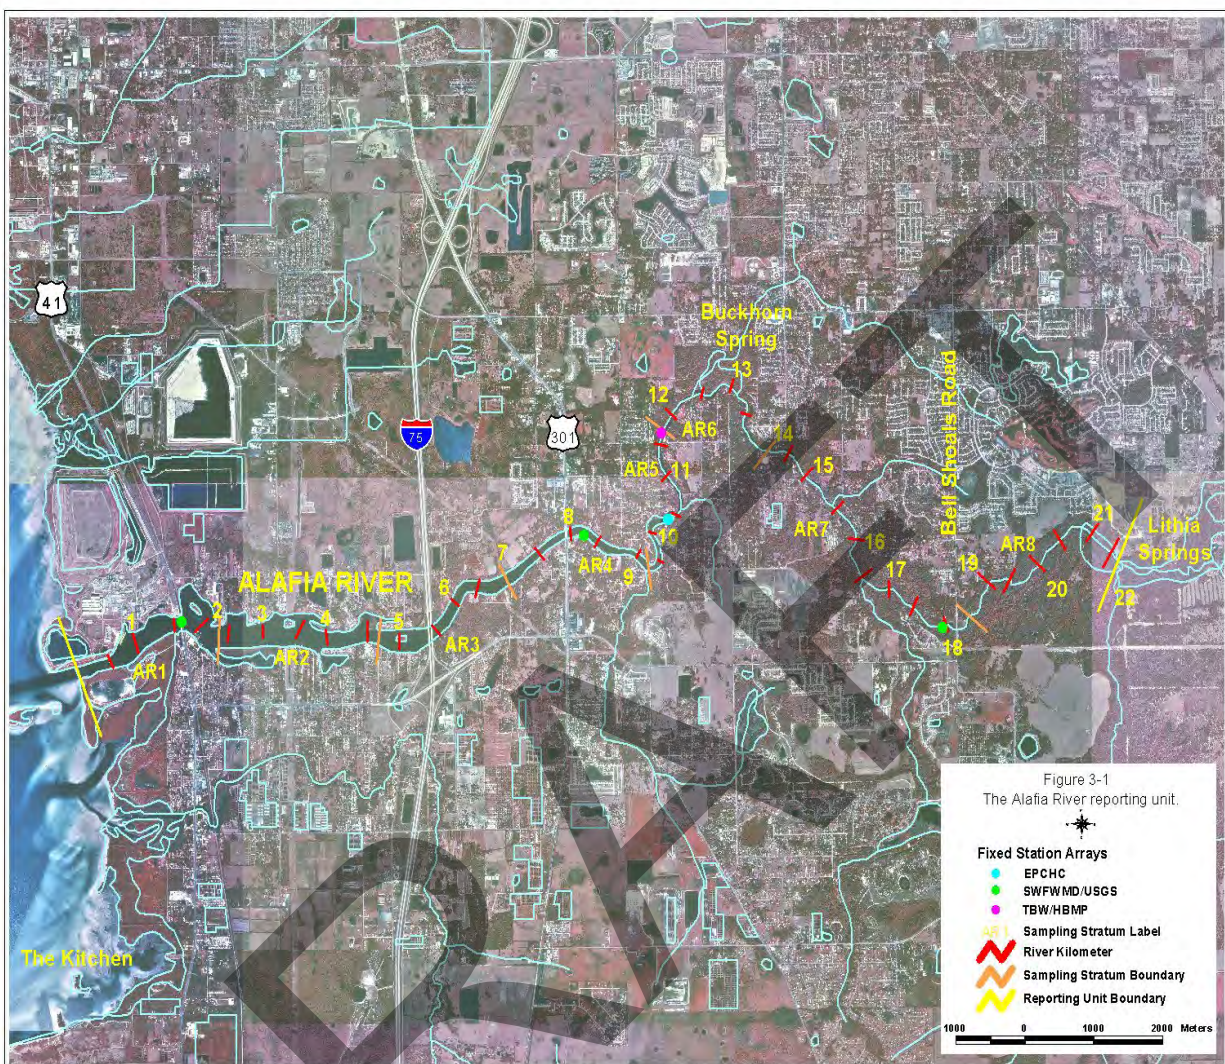 Buckhorn
Spring
41
13
12
AR6
75
301
14
Bell Shoals Road
AR5
11
15
21
Lithia
Springs
AR7
8
10
16
AR8
7
AR4
9
19
20
ALAFIA RIVER
6
17
22
1
2
3
4
5
AR3
18
AR1
AR2
The Kitchen
DRAFT
Figure 3-1
The Alafia River reporting unit.
Fixed Station Arrays
EPCHC
SWFWMD/USGS
TBW/HBMP
AR 1 Sampling Stratum Label
River Kilometer
Sampling Stratum Boundary
Reporting Unit Boundary
1000 0 1000 2000 Meters